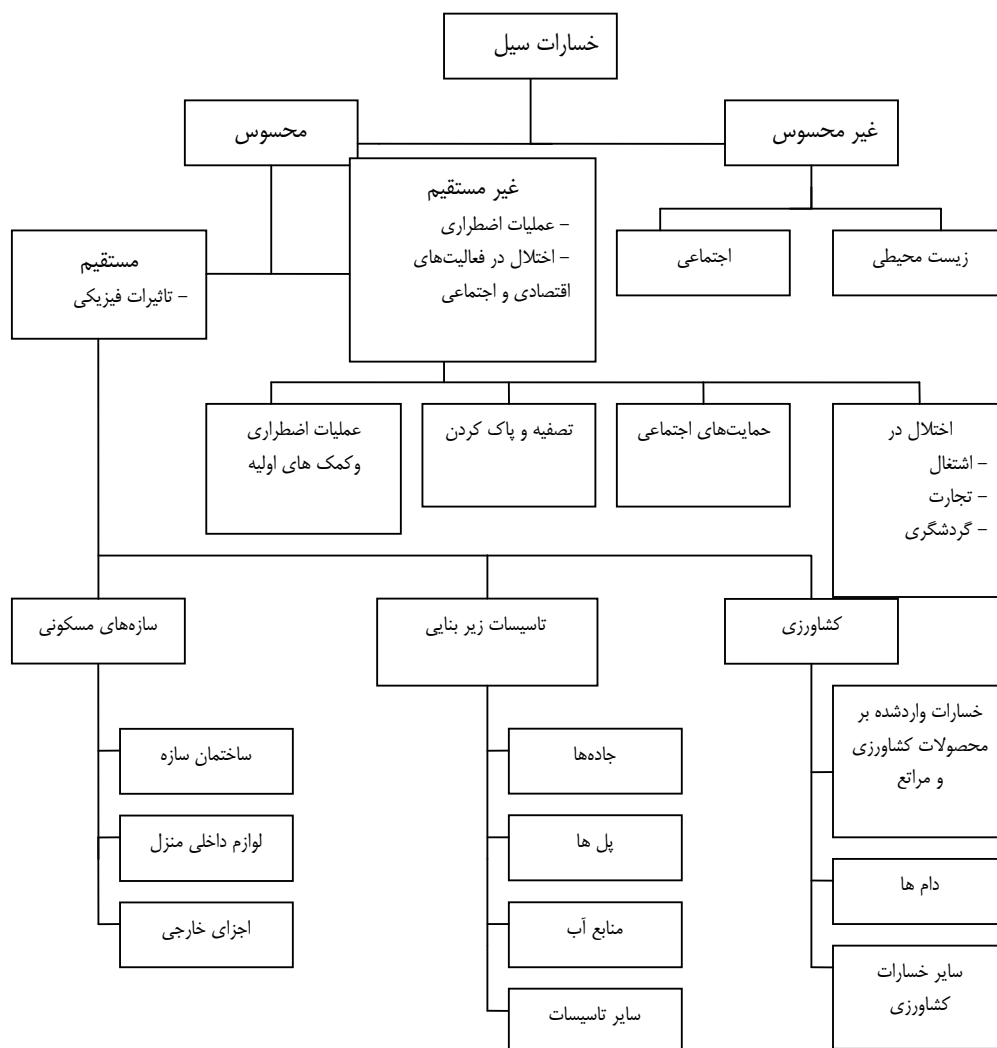 خسارات سیل
غیر محسوس
محسوس
زیست محیطی
اجتماعی
غیر مستقیم
– عملیات اضطراری
– اختلال در فعالیت‌های
اقتصادی و اجتماعی
مستقیم
– تاثیرات فیزیکی
اختلال در
– اشتغال
– تجارت
– گردشگری
حمایت‌های اجتماعی
تصفیه و پاک کردن
عملیات اضطراری
وکمک های اولیه
کشاورزی
تاسیسات زیر بنایی
سازه‌های مسکونی
خسارات واردشده بر
محصولات کشاورزی
و مراتع
دام ها
سایر خسارات
کشاورزی
جاده‌ها
پل ها
منابع آب
سایر تاسیسات
ساختمان سازه
لوازم داخلی منزل
اجزای خارجی